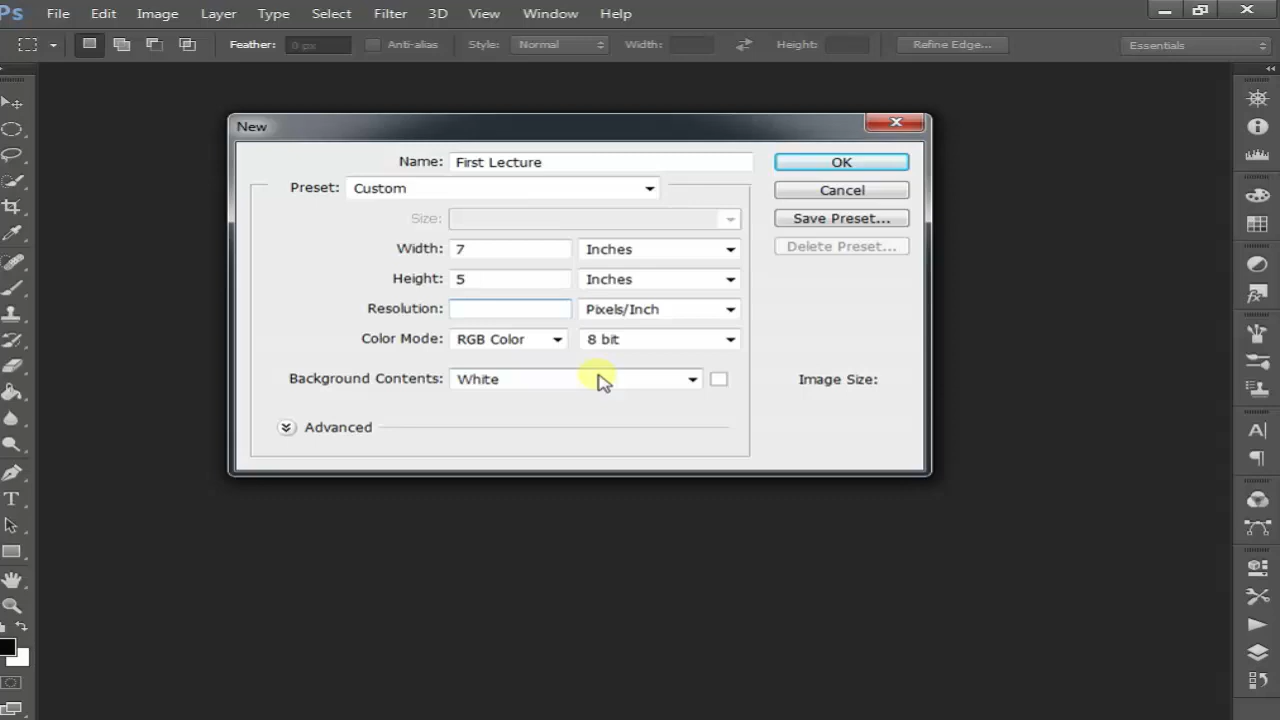 Ps File Edit Image Layer Type Select Filter 3D View Window Help
Feather: 0 px Anti-alias Style: Normal Width: Height: Refine Edge... Essentials
New
Name: First Lecture OK
Preset: Custom Cancel
Size: Save Preset...
Width: 7 Inches Delete Preset...
Height: 5 Inches
Resolution: Pixels/Inch
Color Mode: RGB Color 8 bit
Background Contents: White Image Size:
Advanced